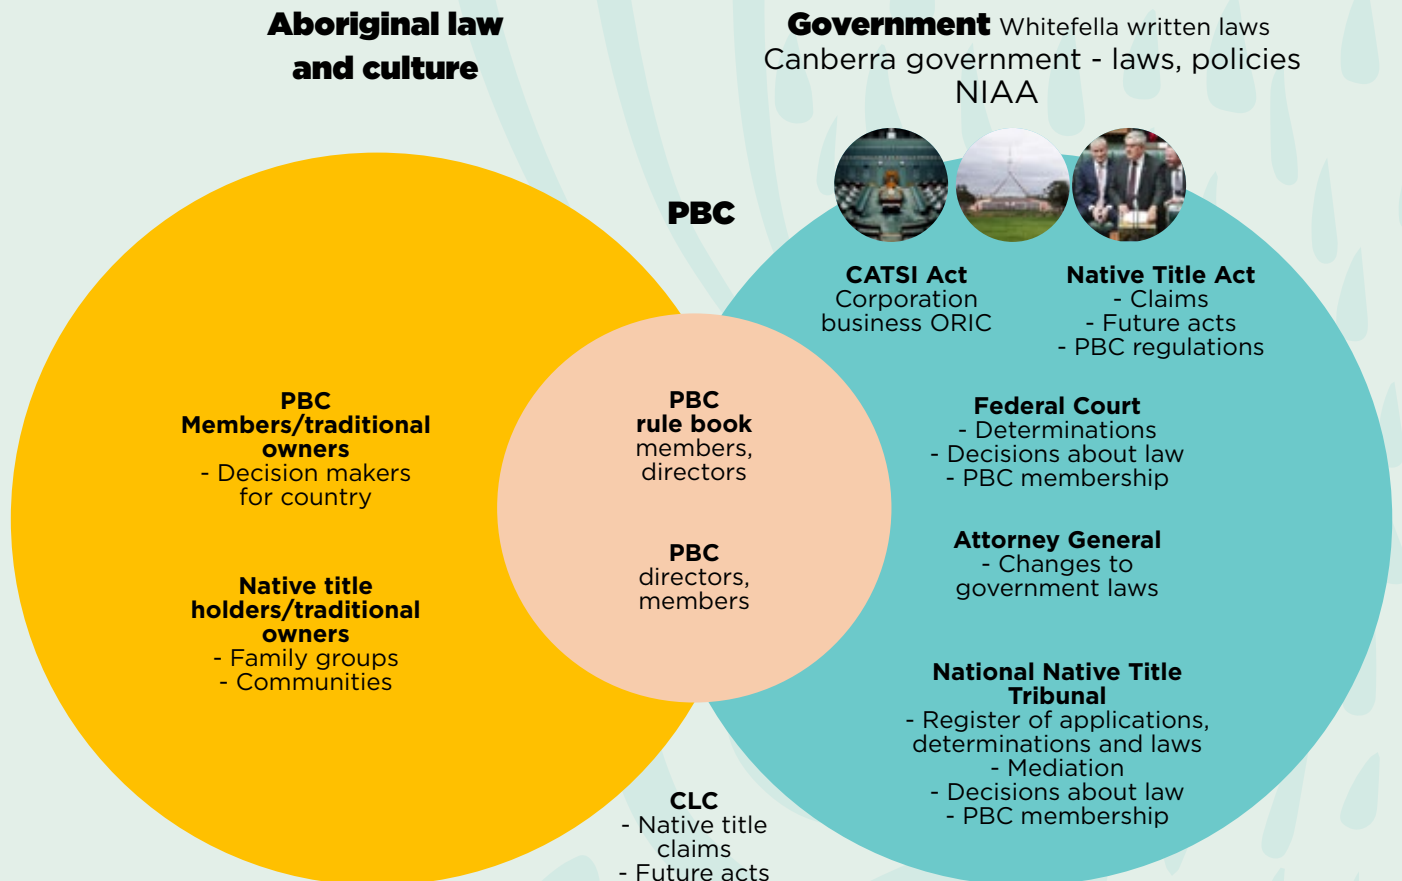 Aboriginal law
and culture
Government Whitefella written laws
Canberra government - laws, policies
NIAA
PBC
PBC
Members/traditional
owners
- Decision makers
for country
Native title
holders/traditional
owners
- Family groups
- Communities
PBC
rule book
members,
directors
PBC
directors,
members
CATSI Act
Corporation
business ORIC
Native Title Act
- Claims
- Future acts
- PBC regulations
Federal Court
- Determinations
- Decisions about law
- PBC membership
Attorney General
- Changes to
government laws
National Native Title
Tribunal
- Register of applications,
determinations and laws
- Mediation
- Decisions about law
- PBC membership
CLC
- Native title
claims
- Future acts